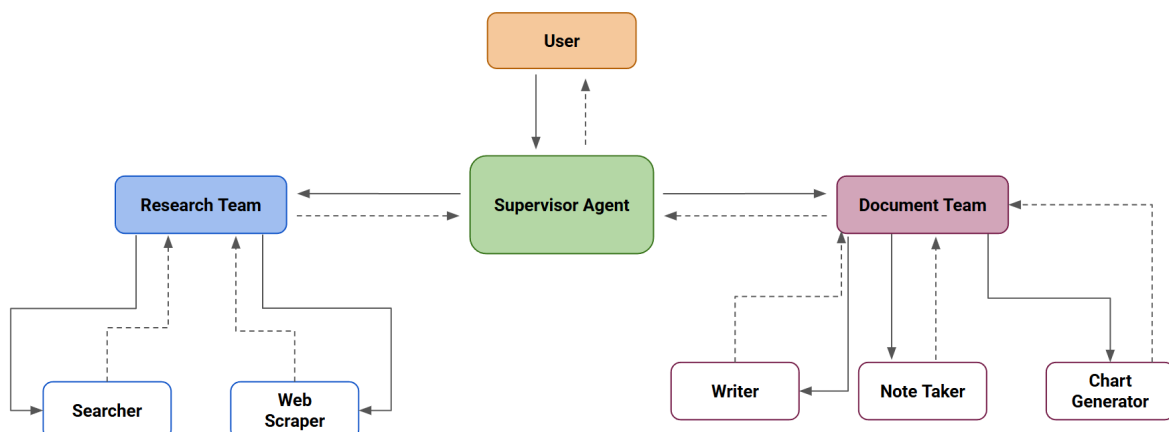 User
Research Team
Supervisor Agent
Document Team
Searcher
Web
Scraper
Writer
Note Taker
Chart
Generator